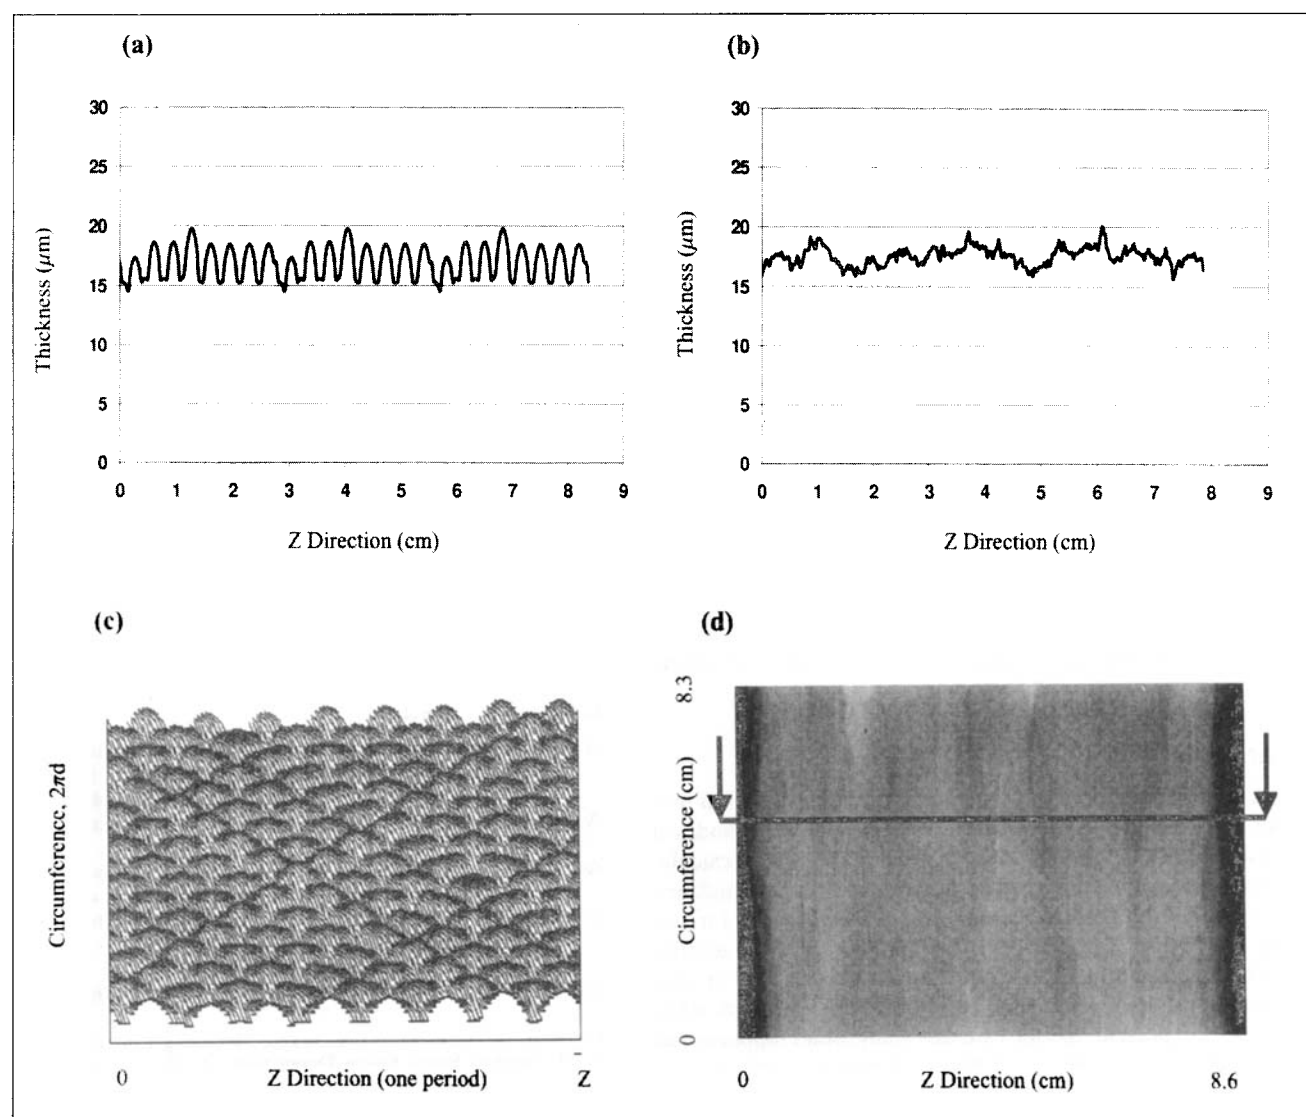 (a)
(b)
30
25
20
15
10
5
0
Thickness (μm)
0 1 2 3 4 5 6 7 8 9
Z Direction (cm)
30
25
20
15
10
5
0
Thickness (μm)
0 1 2 3 4 5 6 7 8 9
Z Direction (cm)
(c)
(d)
Circumference, 2πd
0 Z Direction (one period) Z
8.3
Circumference (cm)
0
0 Z Direction (cm) 8.6